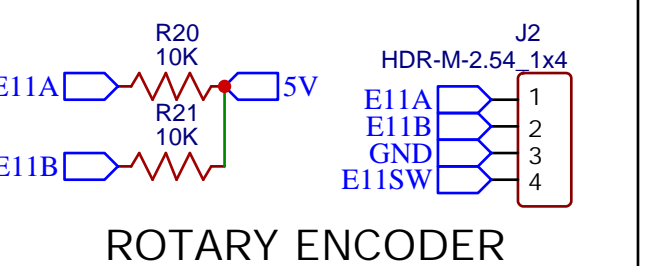 R20
10K
E11A
5V
R21
10K
E11B
J2
HDR-M-2.54_1x4
E11A 1
E11B 2
GND 3
E11SW 4
ROTARY ENCODER